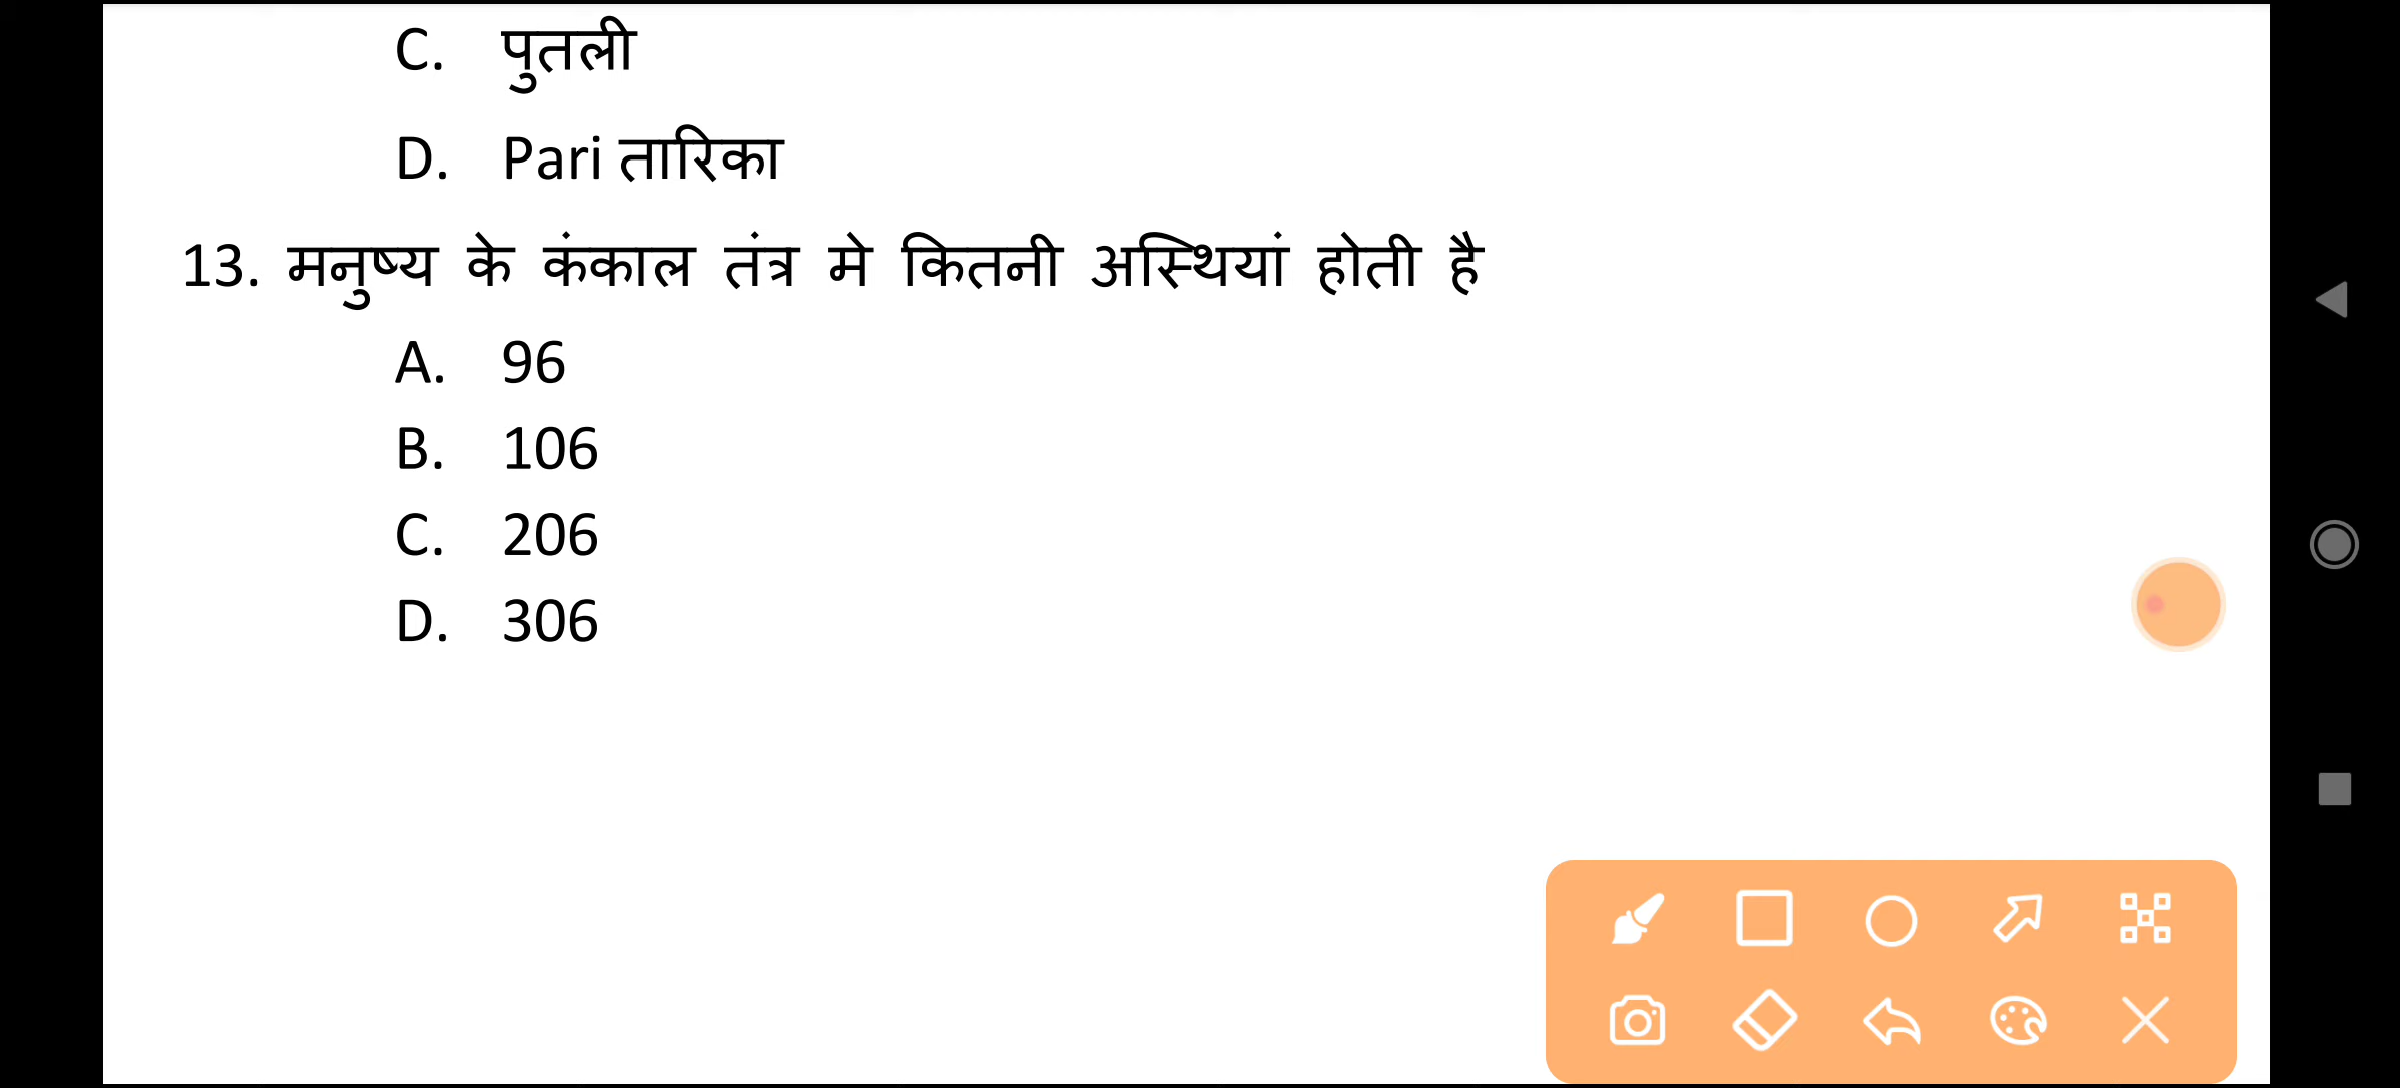 C. पुतली
D. Pari तारिका
13. मनुष्य के कंकाल तंत्र मे कितनी अस्थियां होती है
A. 96
B. 106
C. 206
D. 306